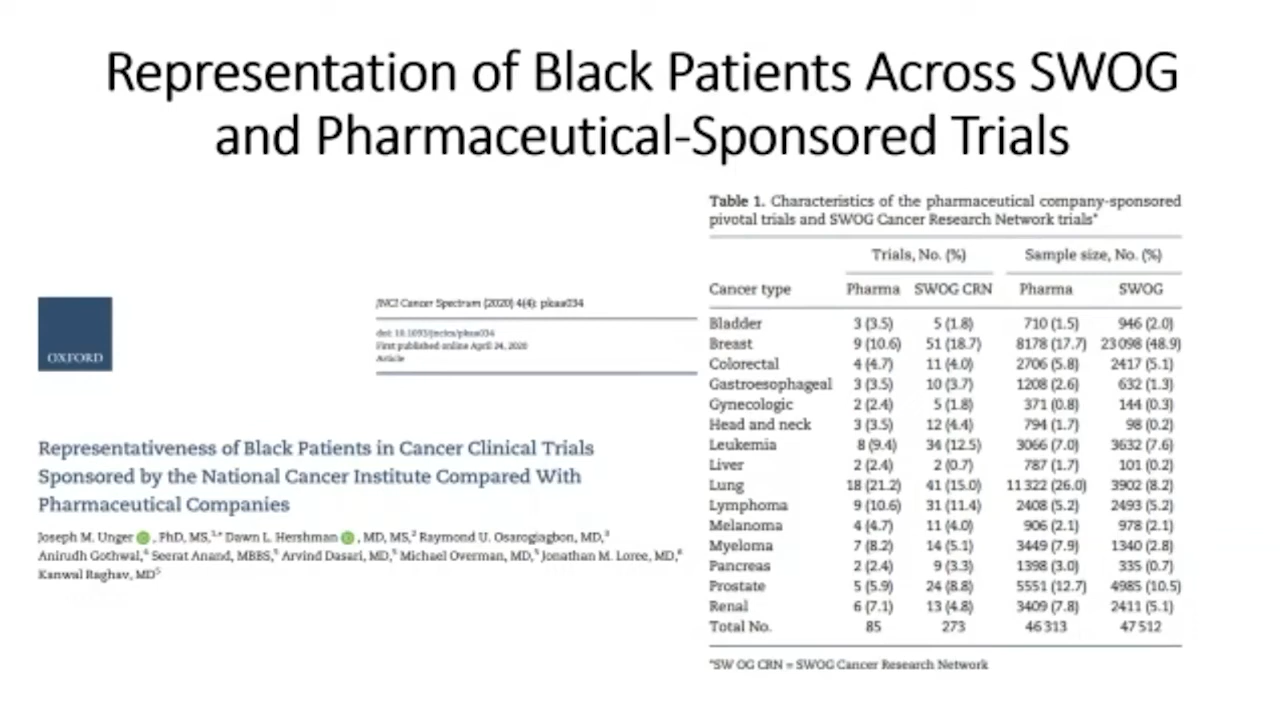 Representation of Black Patients Across SWOG
and Pharmaceutical-Sponsored Trials
OXFORD
JNCI Cancer Spectrum (2020) 4(4): pkaa034
doi: 10.1093/jncics/pkaa034
First published online April 24, 2020
Article
Representativeness of Black Patients in Cancer Clinical Trials
Sponsored by the National Cancer Institute Compared With
Pharmaceutical Companies
Joseph M. Unger , PhD, MS,1,* Dawn L. Hershman , MD, MS,2 Raymond U. Osarogiagbon, MD,3
Anirudh Gothwal,4 Seerat Anand, MBBS,5 Arvind Dasari, MD,5 Michael Overman, MD,5 Jonathan M. Loree, MD,6
Kanwal Raghav, MD5
Table 1. Characteristics of the pharmaceutical company-sponsored
pivotal trials and SWOG Cancer Research Network trials*
Trials, No. (%) Sample size, No. (%)
Cancer type Pharma SWOG CRN Pharma SWOG
Bladder 3 (3.5) 5 (1.8) 710 (1.5) 946 (2.0)
Breast 9 (10.6) 51 (18.7) 8178 (17.7) 23 098 (48.9)
Colorectal 4 (4.7) 11 (4.0) 2706 (5.8) 2417 (5.1)
Gastroesophageal 3 (3.5) 10 (3.7) 1208 (2.6) 632 (1.3)
Gynecologic 2 (2.4) 5 (1.8) 371 (0.8) 144 (0.3)
Head and neck 3 (3.5) 12 (4.4) 794 (1.7) 98 (0.2)
Leukemia 8 (9.4) 34 (12.5) 3066 (7.0) 3632 (7.6)
Liver 2 (2.4) 2 (0.7) 787 (1.7) 101 (0.2)
Lung 18 (21.2) 41 (15.0) 11 322 (26.0) 3902 (8.2)
Lymphoma 9 (10.6) 31 (11.4) 2408 (5.2) 2493 (5.2)
Melanoma 4 (4.7) 11 (4.0) 906 (2.1) 978 (2.1)
Myeloma 7 (8.2) 14 (5.1) 3449 (7.9) 1340 (2.8)
Pancreas 2 (2.4) 9 (3.3) 1398 (3.0) 335 (0.7)
Prostate 5 (5.9) 24 (8.8) 5551 (12.7) 4985 (10.5)
Renal 6 (7.1) 13 (4.8) 3409 (7.8) 2411 (5.1)
Total No. 85 273 46 313 47 512
*SW OG CRN = SWOG Cancer Research Network